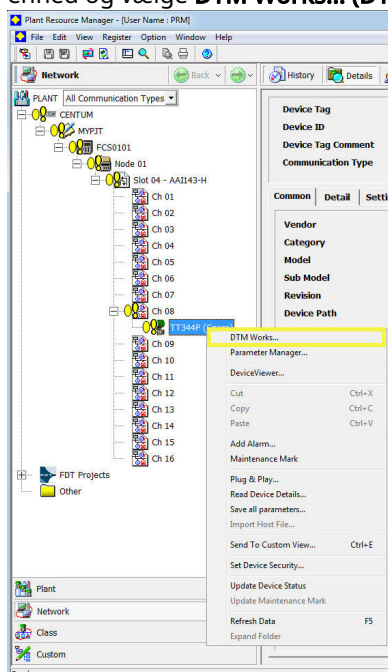 enhed og vælge DTM Works... (DT
Plant Resource Manager - [User Name : PRM]
File Edit View Register Option Window Help
Network
Back
History Details
PLANT All Communication Types
CENTUM
MYPJT
FCS0101
Node 01
Slot 04 - AAI143-H
Ch 01
Ch 02
Ch 03
Ch 04
Ch 05
Ch 06
Ch 07
Ch 08
TT344P
Ch 09
Ch 10
Ch 11
Ch 12
Ch 13
Ch 14
Ch 15
Ch 16
FDT Projects
Other
Plant
Network
Class
Custom
Device Tag
Device ID
Device Tag Comment
Communication Type
Common Detail Setti
Vendor
Category
Model
Sub Model
Revision
Device Path
DTM Works...
Parameter Manager...
DeviceViewer...
Cut Ctrl+X
Copy Ctrl+C
Paste Ctrl+V
Add Alarm...
Maintenance Mark
Plug & Play...
Read Device Details...
Save all parameters...
Import Host File...
Send To Custom View... Ctrl+E
Set Device Security...
Update Device Status
Update Maintenance Mark
Refresh Data F5
Expand Folder